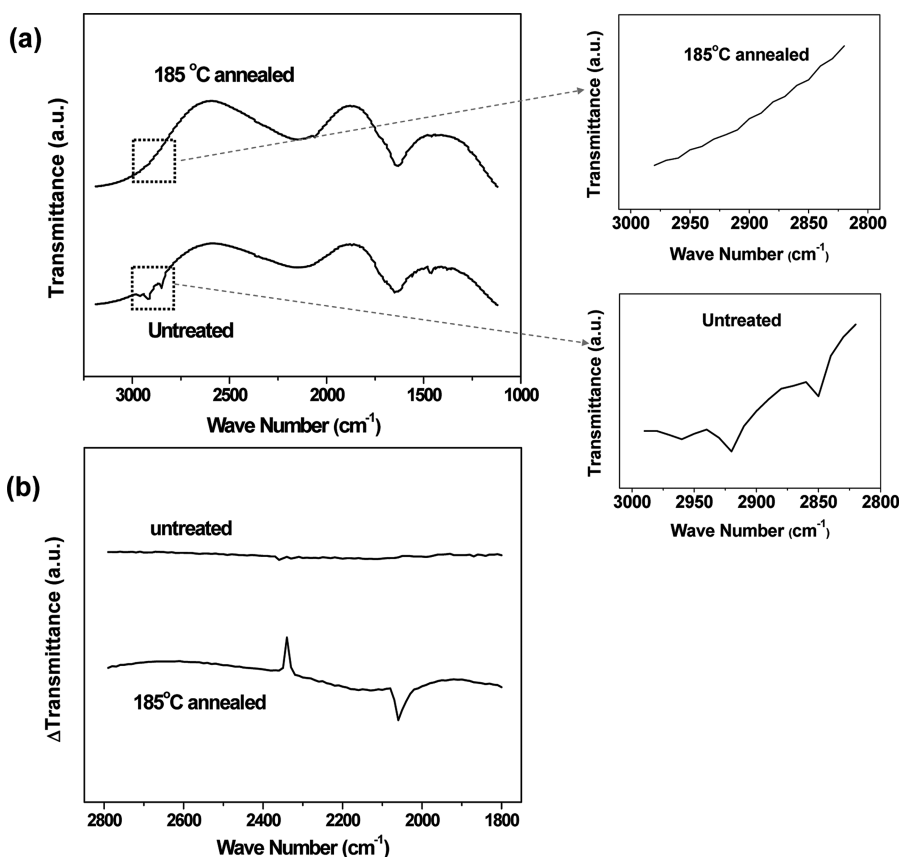 (a)
185 °C annealed
Untreated
Transmittance (a.u.)
3000 2500 2000 1500 1000
Wave Number (cm-1)
185°C annealed
Transmittance (a.u.)
3000 2950 2900 2850 2800
Wave Number (cm-1)
Untreated
Transmittance (a.u.)
3000 2950 2900 2850 2800
Wave Number (cm-1)
(b)
untreated
185°C annealed
ΔTransmittance (a.u.)
2800 2600 2400 2200 2000 1800
Wave Number (cm-1)